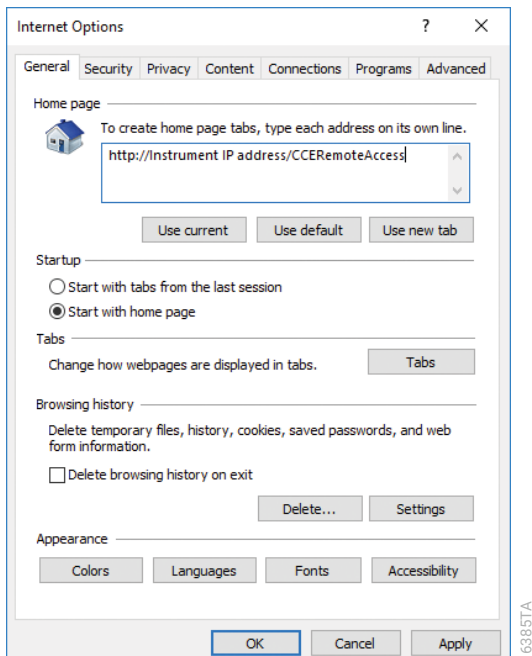 Internet Options
? ×
General Security Privacy Content Connections Programs Advanced
Home page
To create home page tabs, type each address on its own line.
http://Instrument IP address/CCERemoteAccess
Use current Use default Use new tab
Startup
Start with tabs from the last session
Start with home page
Tabs
Change how webpages are displayed in tabs. Tabs
Browsing history
Delete temporary files, history, cookies, saved passwords, and web
form information.
Delete browsing history on exit
Delete... Settings
Appearance
Colors Languages Fonts Accessibility
OK Cancel Apply
6385TA